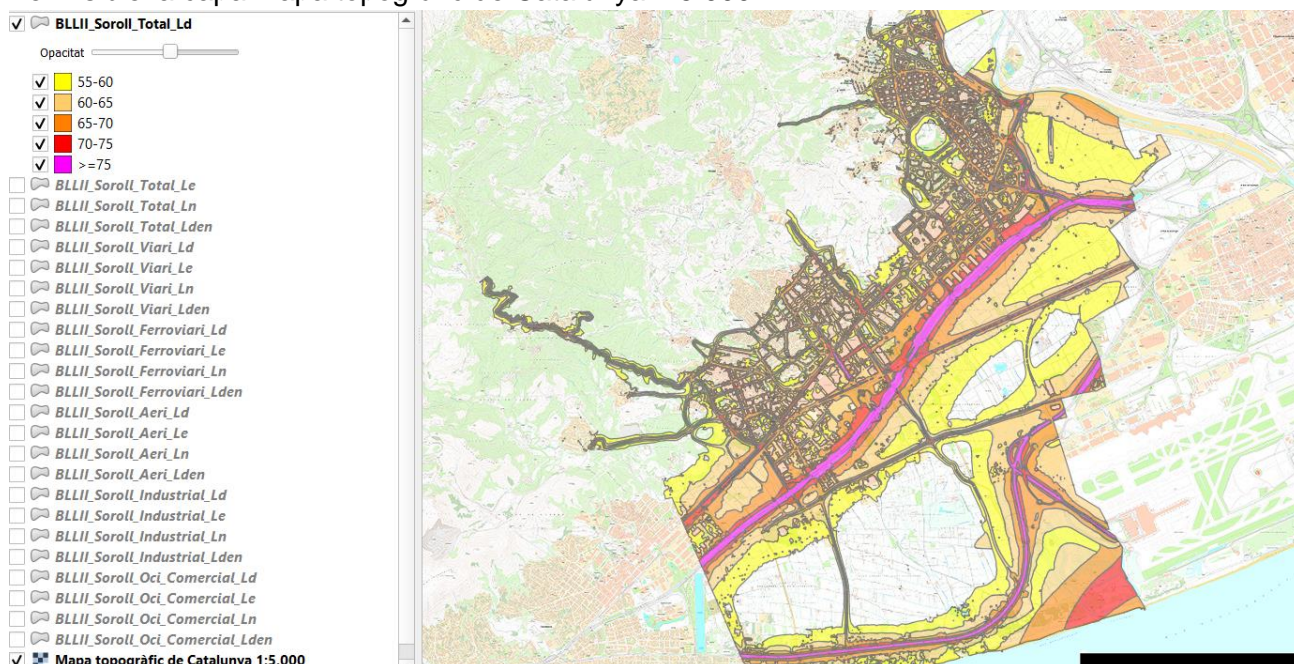 BLLII_Soroll_Total_Ld
Opacitat
55-60
60-65
65-70
70-75
>=75
BLLII_Soroll_Total_Le
BLLII_Soroll_Total_Ln
BLLII_Soroll_Total_Lden
BLLII_Soroll_Viari_Ld
BLLII_Soroll_Viari_Le
BLLII_Soroll_Viari_Ln
BLLII_Soroll_Viari_Lden
BLLII_Soroll_Ferroviari_Ld
BLLII_Soroll_Ferroviari_Le
BLLII_Soroll_Ferroviari_Ln
BLLII_Soroll_Ferroviari_Lden
BLLII_Soroll_Aeri_Ld
BLLII_Soroll_Aeri_Le
BLLII_Soroll_Aeri_Ln
BLLII_Soroll_Aeri_Lden
BLLII_Soroll_Industrial_Ld
BLLII_Soroll_Industrial_Le
BLLII_Soroll_Industrial_Ln
BLLII_Soroll_Industrial_Lden
BLLII_Soroll_Oci_Comercial_Ld
BLLII_Soroll_Oci_Comercial_Le
BLLII_Soroll_Oci_Comercial_Ln
BLLII_Soroll_Oci_Comercial_Lden
Mapa topogràfic de Catalunya 1:5.000